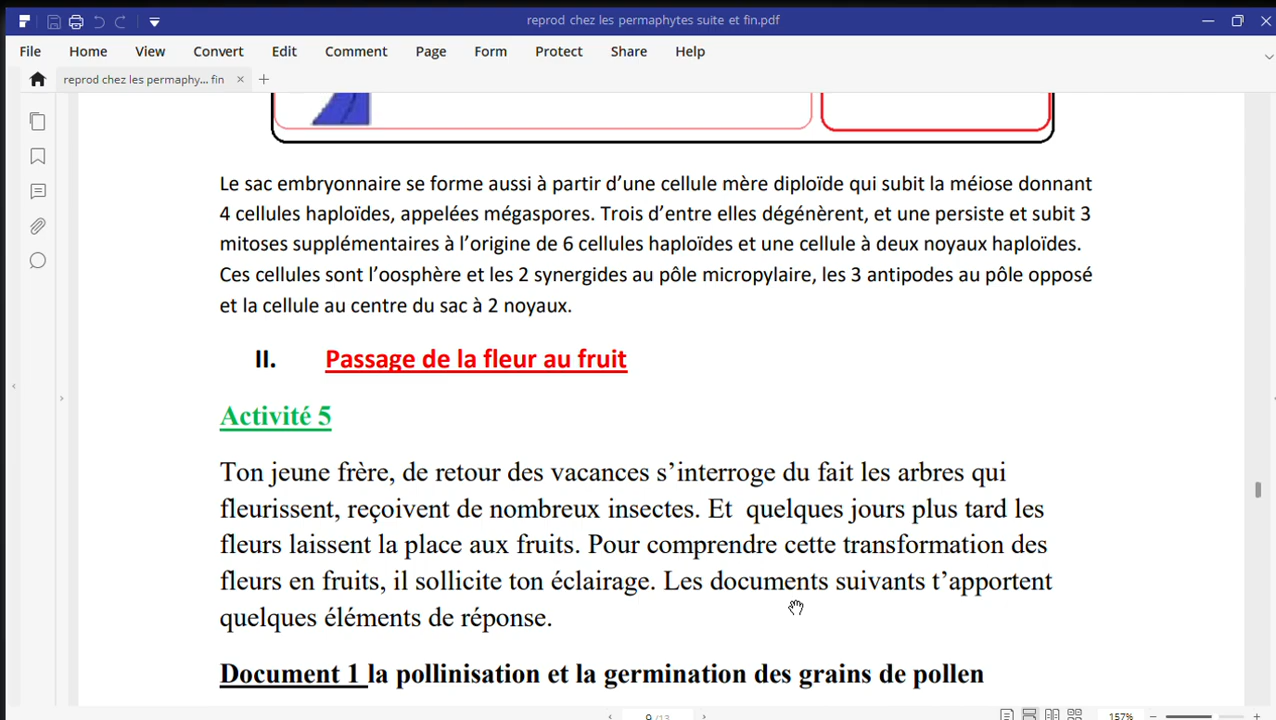 reprod chez les permaphytes suite et fin.pdf
File Home View Convert Edit Comment Page Form Protect Share Help
reprod chez les permaphy... fin
Le sac embryonnaire se forme aussi à partir d’une cellule mère diploïde qui subit la méiose donnant
4 cellules haploïdes, appelées mégaspores. Trois d’entre elles dégénèrent, et une persiste et subit 3
mitoses supplémentaires à l’origine de 6 cellules haploïdes et une cellule à deux noyaux haploïdes.
Ces cellules sont l’oosphère et les 2 synergides au pôle micropylaire, les 3 antipodes au pôle opposé
et la cellule au centre du sac à 2 noyaux.
II. Passage de la fleur au fruit
Activité 5
Ton jeune frère, de retour des vacances s’interroge du fait les arbres qui
fleurissent, reçoivent de nombreux insectes. Et quelques jours plus tard les
fleurs laissent la place aux fruits. Pour comprendre cette transformation des
fleurs en fruits, il sollicite ton éclairage. Les documents suivants t’apportent
quelques éléments de réponse.
Document 1 la pollinisation et la germination des grains de pollen
9/13
157%